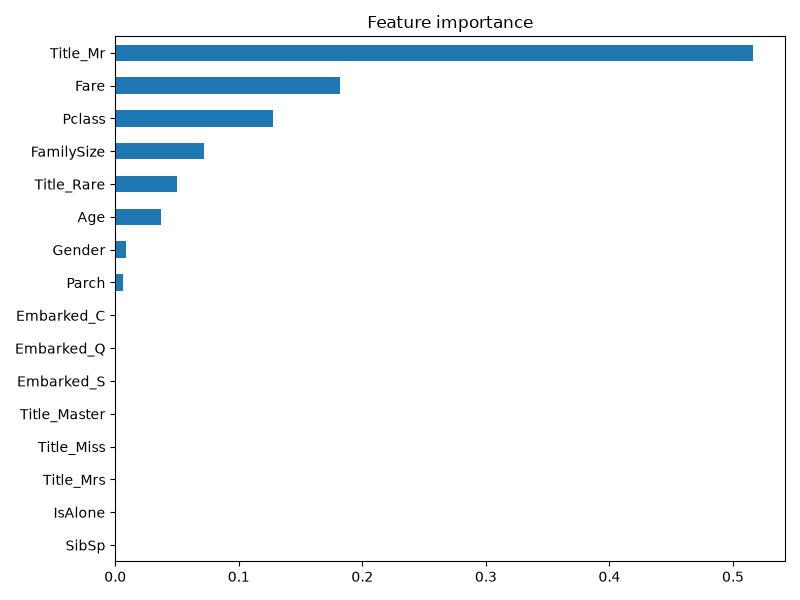 Feature importance
Title_Mr
Fare
Pclass
FamilySize
Title_Rare
Age
Gender
Parch
Embarked_C
Embarked_Q
Embarked_S
Title_Master
Title_Miss
Title_Mrs
IsAlone
SibSp
0.0 0.1 0.2 0.3 0.4 0.5